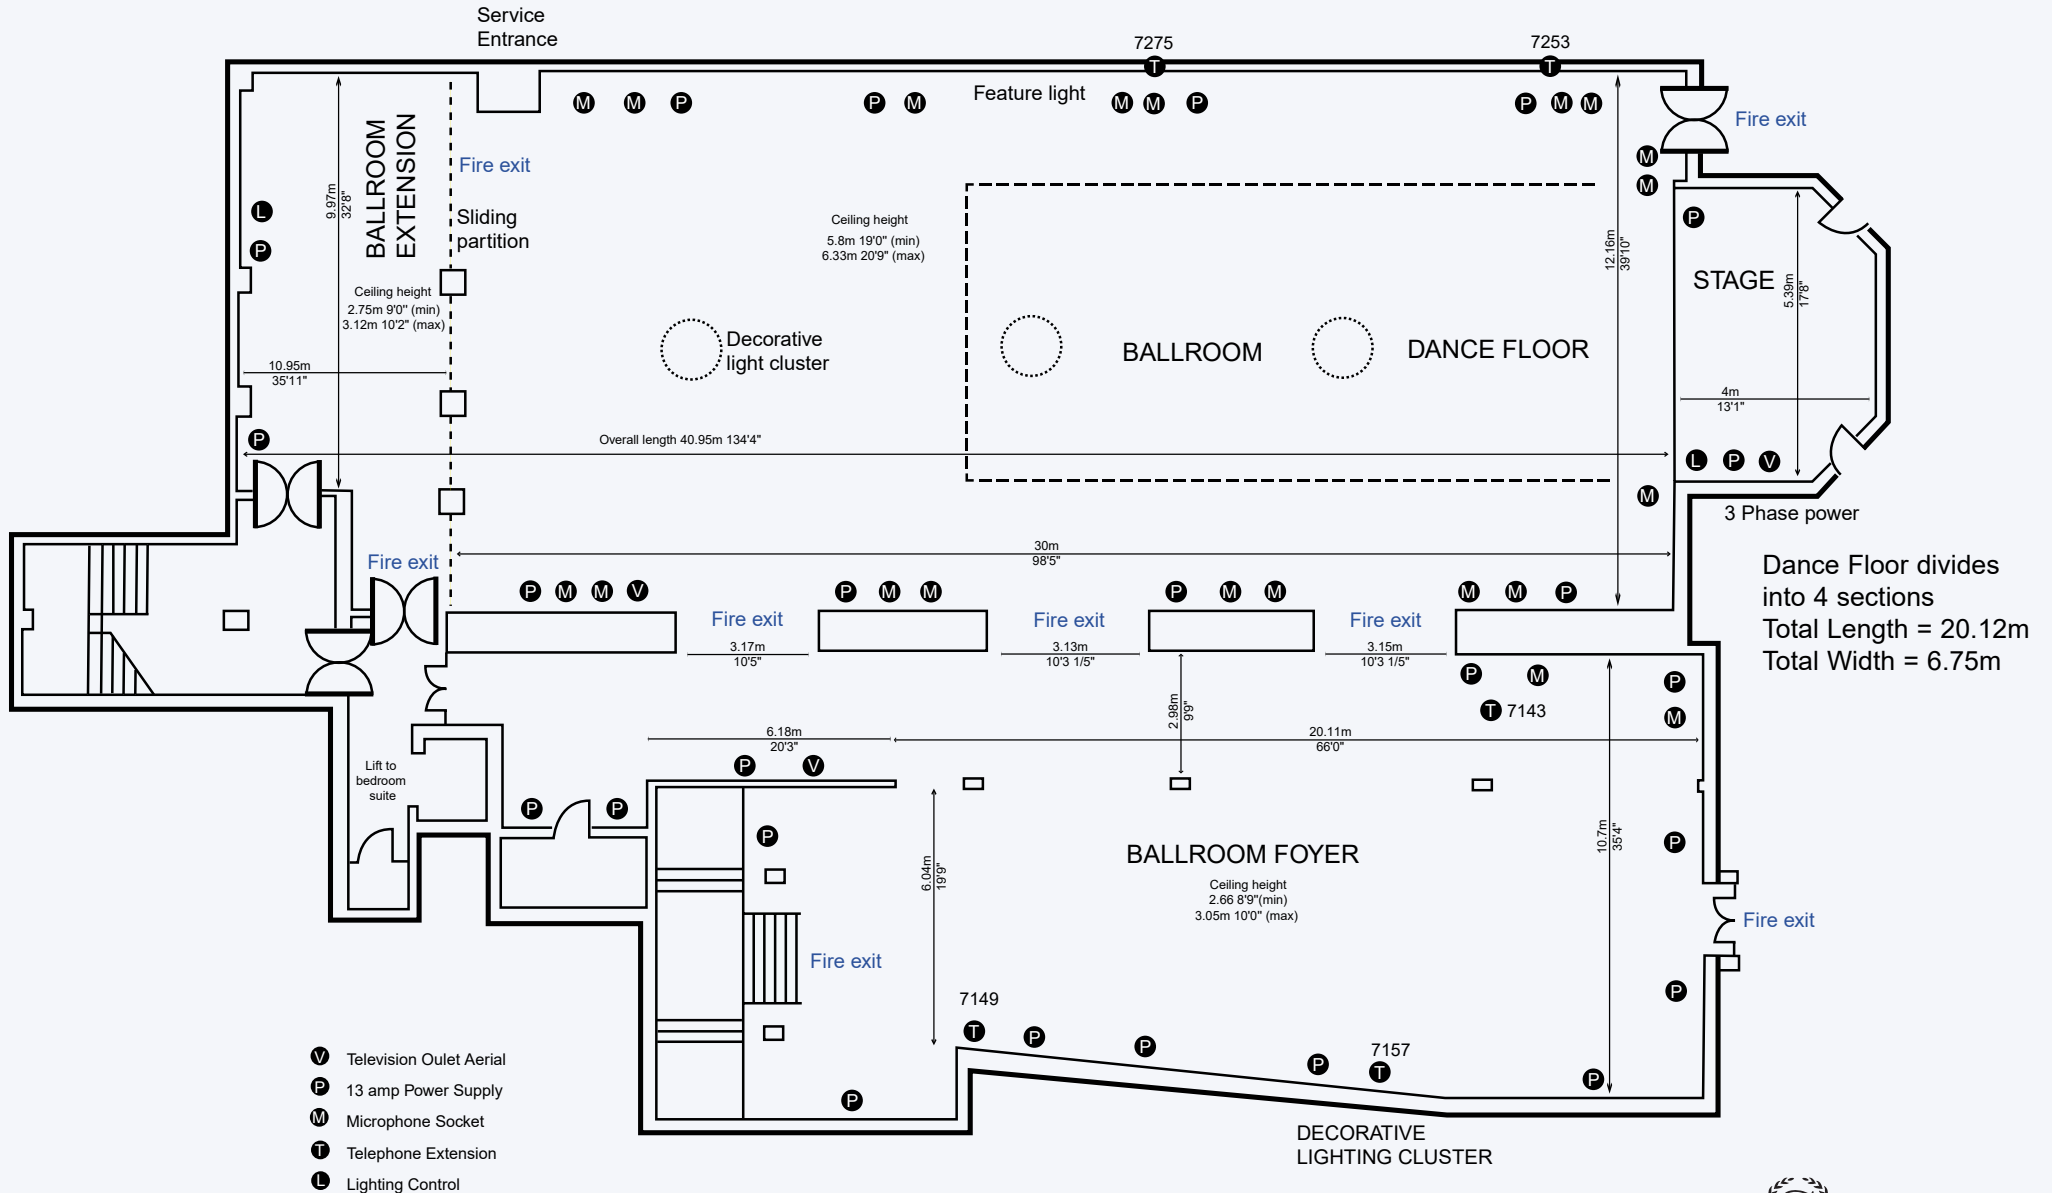 Service
Entrance
7275
7253
T
T
M
M
P
P
M
Feature light
M
M
P
P
M
M
Fire exit
BALLROOM
EXTENSION
Fire exit
M
M
9.97m
32'8"
L
P
Sliding
partition
Ceiling height
5.8m 19'0" (min)
6.33m 20'9" (max)
12.16m
39'10"
P
STAGE
5.39m
17'8"
Ceiling height
2.75m 9'0" (min)
3.12m 10'2" (max)
Decorative
light cluster
BALLROOM
DANCE FLOOR
10.95m
35'11"
4m
13'1"
P
Overall length 40.95m 134'4"
L
P
V
M
3 Phase power
Fire exit
30m
98'5"
Dance Floor divides
into 4 sections
Total Length = 20.12m
Total Width = 6.75m
P
M
M
V
P
M
M
P
M
M
M
M
P
Fire exit
Fire exit
Fire exit
3.17m
10'5"
3.13m
10'3 1/5"
3.15m
10'3 1/5"
P
M
P
T
7143
M
2.98m
9'9"
6.18m
20'3"
20.11m
66'0"
Lift to
bedroom
suite
P
V
P
P
P
6.04m
19'9"
10.7m
35'4"
P
BALLROOM FOYER
Ceiling height
2.66 8'9"(min)
3.05m 10'0" (max)
Fire exit
Fire exit
P
7149
T
P
P
P
7157
T
P
P
V Television Oulet Aerial
P 13 amp Power Supply
M Microphone Socket
T Telephone Extension
L Lighting Control
DECORATIVE
LIGHTING CLUSTER